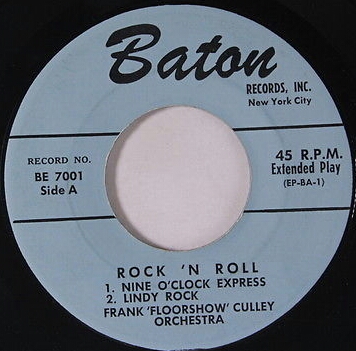 Baton
RECORDS, INC.
New York City
RECORD NO.
BE 7001
Side A
45 R.P.M.
Extended Play
(EP-BA-1)
ROCK 'N ROLL
1. NINE O'CLOCK EXPRESS
2. LINDY ROCK
FRANK 'FLOORSHOW' CULLEY
ORCHESTRA